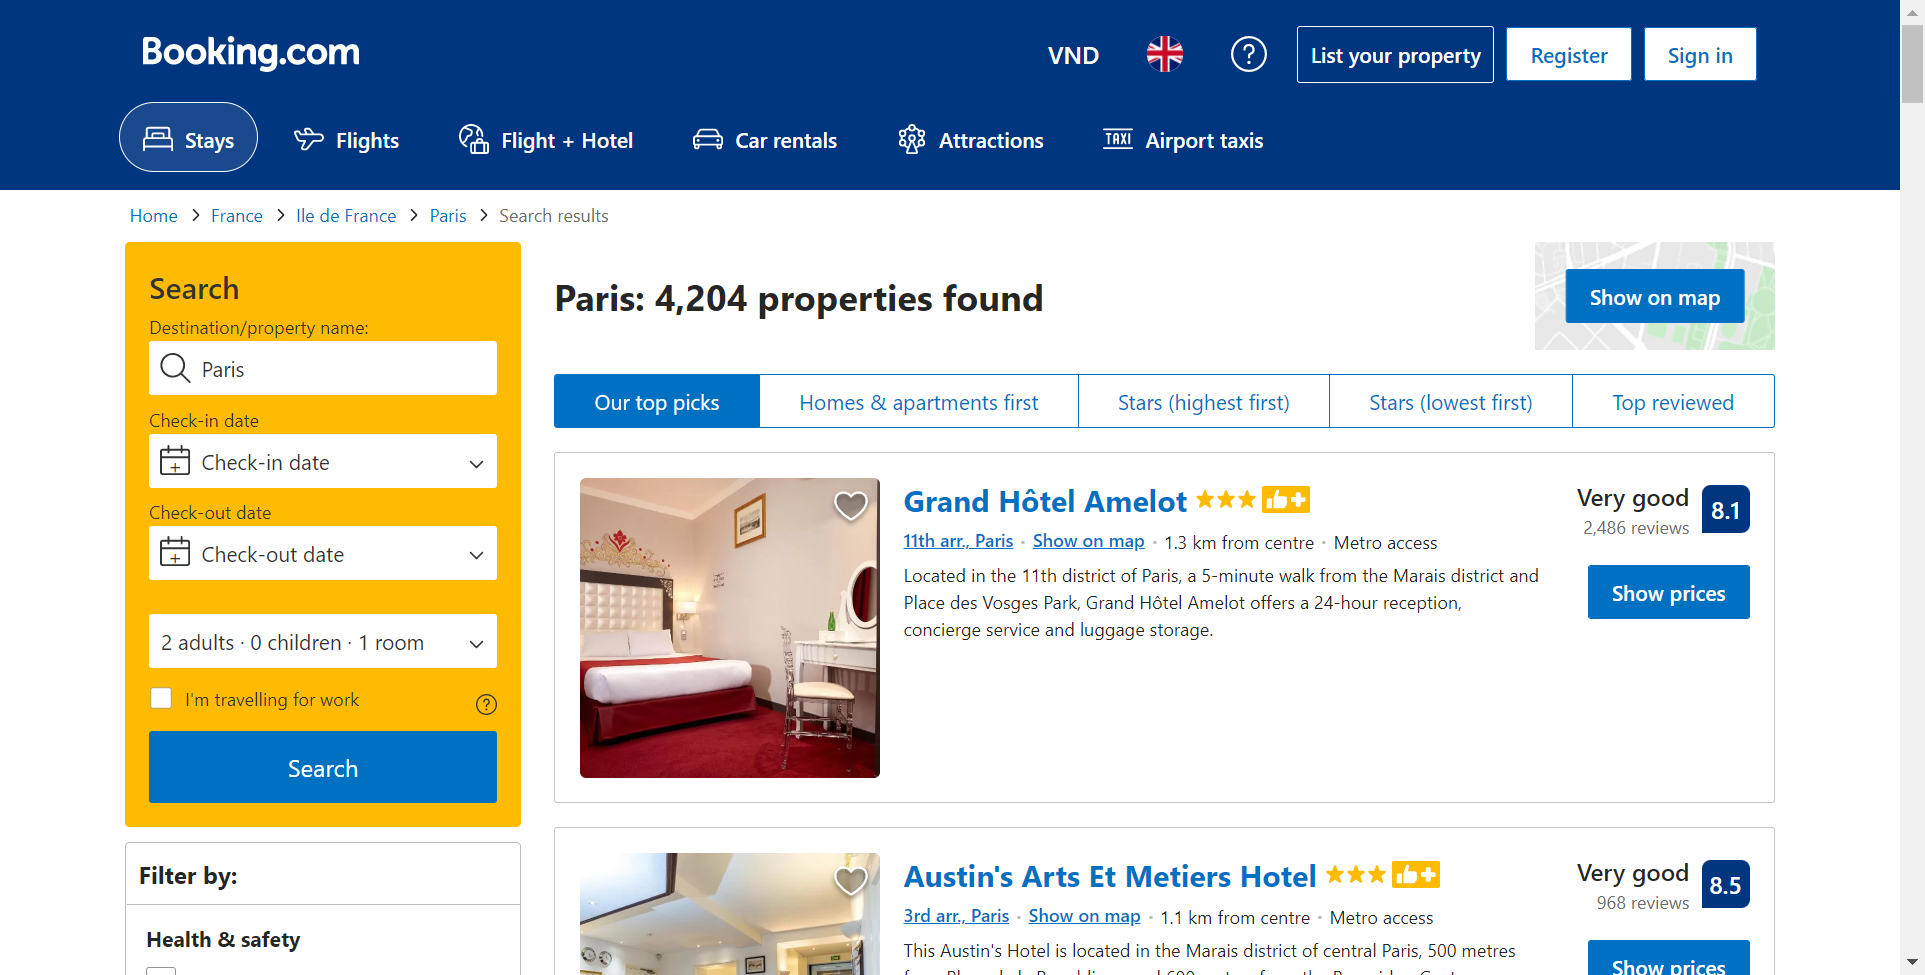 Booking.com
VND
List your property
Register
Sign in
Stays
Flights
Flight + Hotel
Car rentals
Attractions
TAXI
Airport taxis
Home
France
Ile de France
Paris
Search results
Search
Destination/property name:
Paris
Check-in date
Check-in date
Check-out date
Check-out date
2 adults · 0 children · 1 room
I'm travelling for work
Search
Filter by:
Health & safety
Paris: 4,204 properties found
Show on map
Our top picks
Homes & apartments first
Stars (highest first)
Stars (lowest first)
Top reviewed
Grand Hôtel Amelot
11th arr., Paris · Show on map · 1.3 km from centre · Metro access
Located in the 11th district of Paris, a 5-minute walk from the Marais district and
Place des Vosges Park, Grand Hôtel Amelot offers a 24-hour reception,
concierge service and luggage storage.
Very good
2,486 reviews
8.1
Show prices
Austin's Arts Et Metiers Hotel
3rd arr., Paris · Show on map · 1.1 km from centre · Metro access
This Austin's Hotel is located in the Marais district of central Paris, 500 metres
Very good
968 reviews
8.5
Show prices